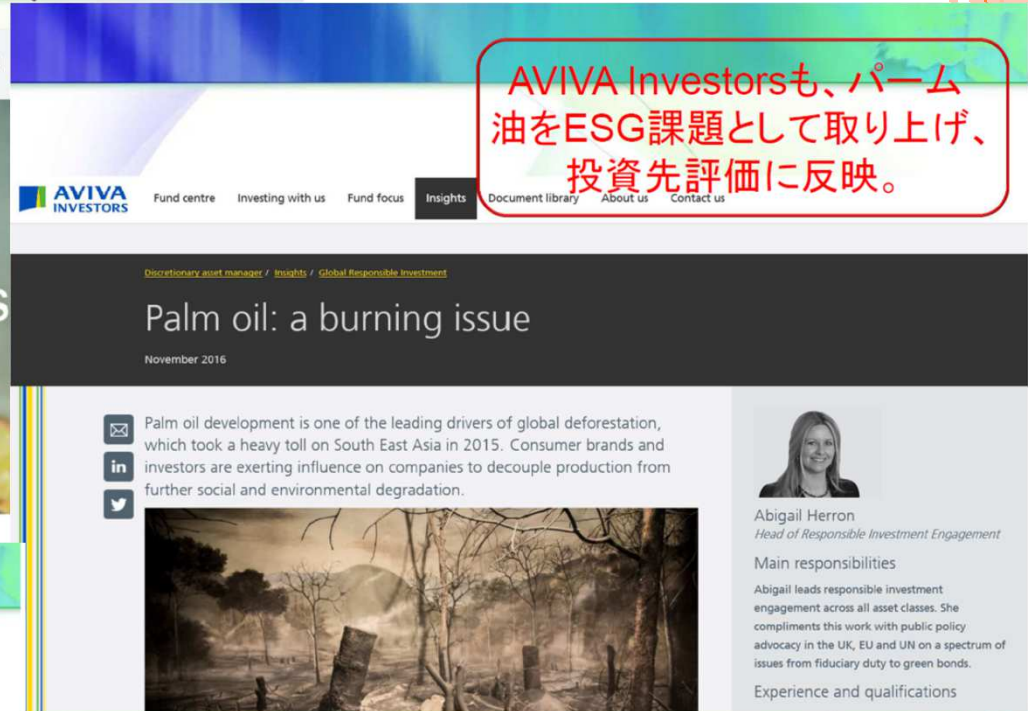 AVIVA Investorsも、パーム
油をESG課題として取り上げ、
投資先評価に反映。
AVIVA
INVESTORS
Fund centre Investing with us Fund focus Insights Document library About us Contact us
Discretionary asset manager / Insights / Global Responsible Investment
Palm oil: a burning issue
November 2016
Palm oil development is one of the leading drivers of global deforestation,
which took a heavy toll on South East Asia in 2015. Consumer brands and
investors are exerting influence on companies to decouple production from
further social and environmental degradation.
in
Abigail Herron
Head of Responsible Investment Engagement
Main responsibilities
Abigail leads responsible investment
engagement across all asset classes. She
compliments this work with public policy
advocacy in the UK, EU and UN on a spectrum of
issues from fiduciary duty to green bonds.
Experience and qualifications